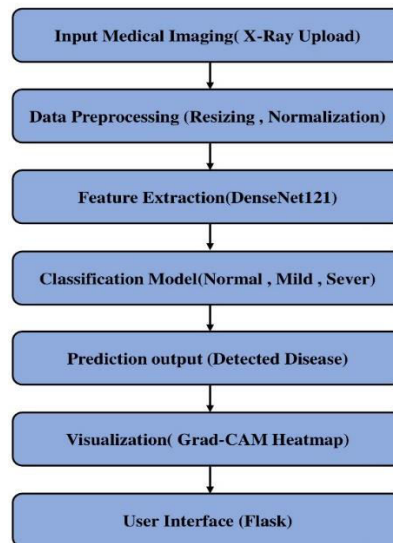 Input Medical Imaging( X-Ray Upload)
Data Preprocessing (Resizing , Normalization)
Feature Extraction(DenseNet121)
Classification Model(Normal , Mild , Sever)
Prediction output (Detected Disease)
Visualization( Grad-CAM Heatmap)
User Interface (Flask)